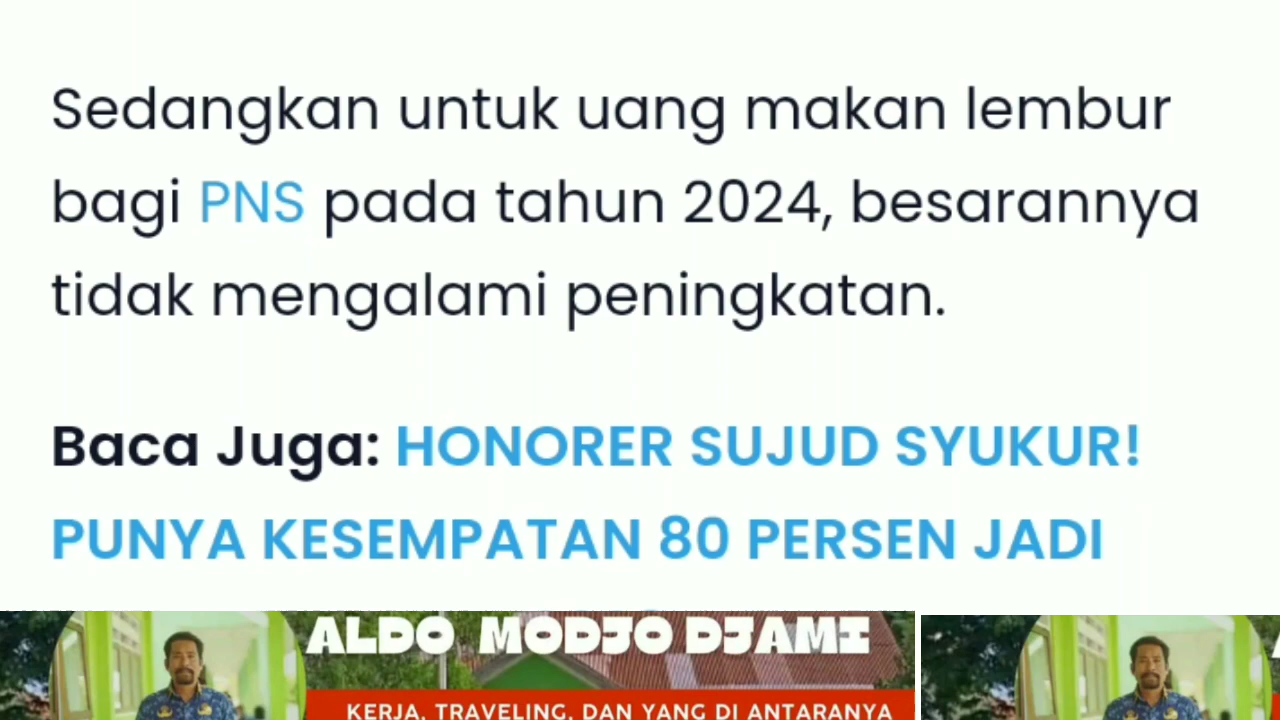 Sedangkan untuk uang makan lembur
bagi PNS pada tahun 2024, besarannya
tidak mengalami peningkatan.
Baca Juga: HONORER SUJUD SYUKUR!
PUNYA KESEMPATAN 80 PERSEN JADI
ALDO MODJO DJAMI
KERJA, TRAVELING, DAN YANG DI ANTARANYA